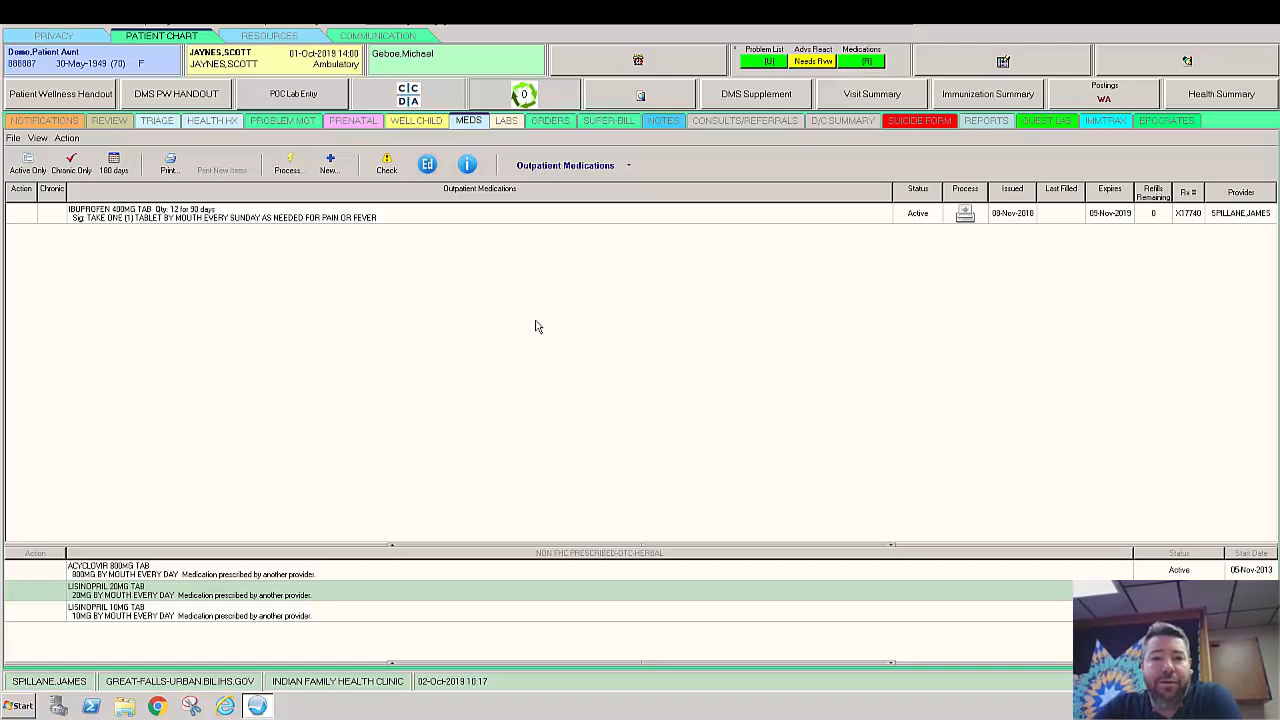 PRIVACY PATIENT CHART RESOURCES COMMUNICATION
Demo,Patient Aunt
888887 30-May-1949 (70) F
JAYNES,SCOTT 01-Oct-2019 14:00
JAYNES,SCOTT Ambulatory
Geboe,Michael
Problem List Advs React Medications
Needs Rvw
Patient Wellness Handout DMS PW HANDOUT POC Lab Entry C C D A 0 DMS Supplement Visit Summary Immunization Summary Postings WA Health Summary
NOTIFICATIONS REVIEW TRIAGE HEALTH HX PROBLEM MGT PRENATAL WELL CHILD MEDS LABS ORDERS SUPER-BILL NOTES CONSULTS/REFERRALS D/C SUMMARY SUICIDE FORM REPORTS QUEST LAB IMMTRAX EPOCRATES
File View Action
Active Only Chronic Only 180 days Print... Print New Items Process... New... Check Ed i Outpatient Medications
Action Chronic Outpatient Medications Status Process Issued Last Filled Expires Refills Remaining Rx # Provider
IBUPROFEN 400MG TAB Qty: 12 for 90 days
Sig: TAKE ONE (1) TABLET BY MOUTH EVERY SUNDAY AS NEEDED FOR PAIN OR FEVER
Active 08-Nov-2018 09-Nov-2019 0 X17740 SPILLANE,JAMES
Action NON FHC PRESCRIBED-OTC-HERBAL Status Start Date
ACYCLOVIR 800MG TAB
800MG BY MOUTH EVERY DAY Medication prescribed by another provider.
Active 05-Nov-2013
LISINOPRIL 20MG TAB
20MG BY MOUTH EVERY DAY Medication prescribed by another provider.
LISINOPRIL 10MG TAB
10MG BY MOUTH EVERY DAY Medication prescribed by another provider.
SPILLANE,JAMES GREAT-FALLS-URBAN.BIL.IHS.GOV INDIAN FAMILY HEALTH CLINIC 02-Oct-2019 10:17
Start